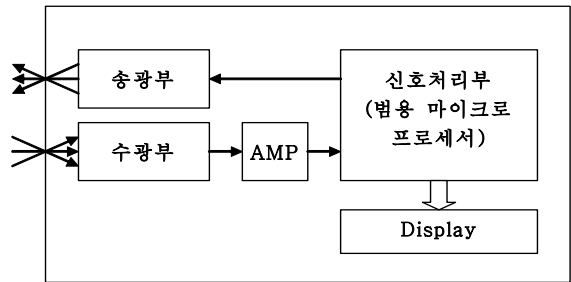 송광부
수광부
AMP
신호처리부
(범용 마이크로
프로세서)
Display